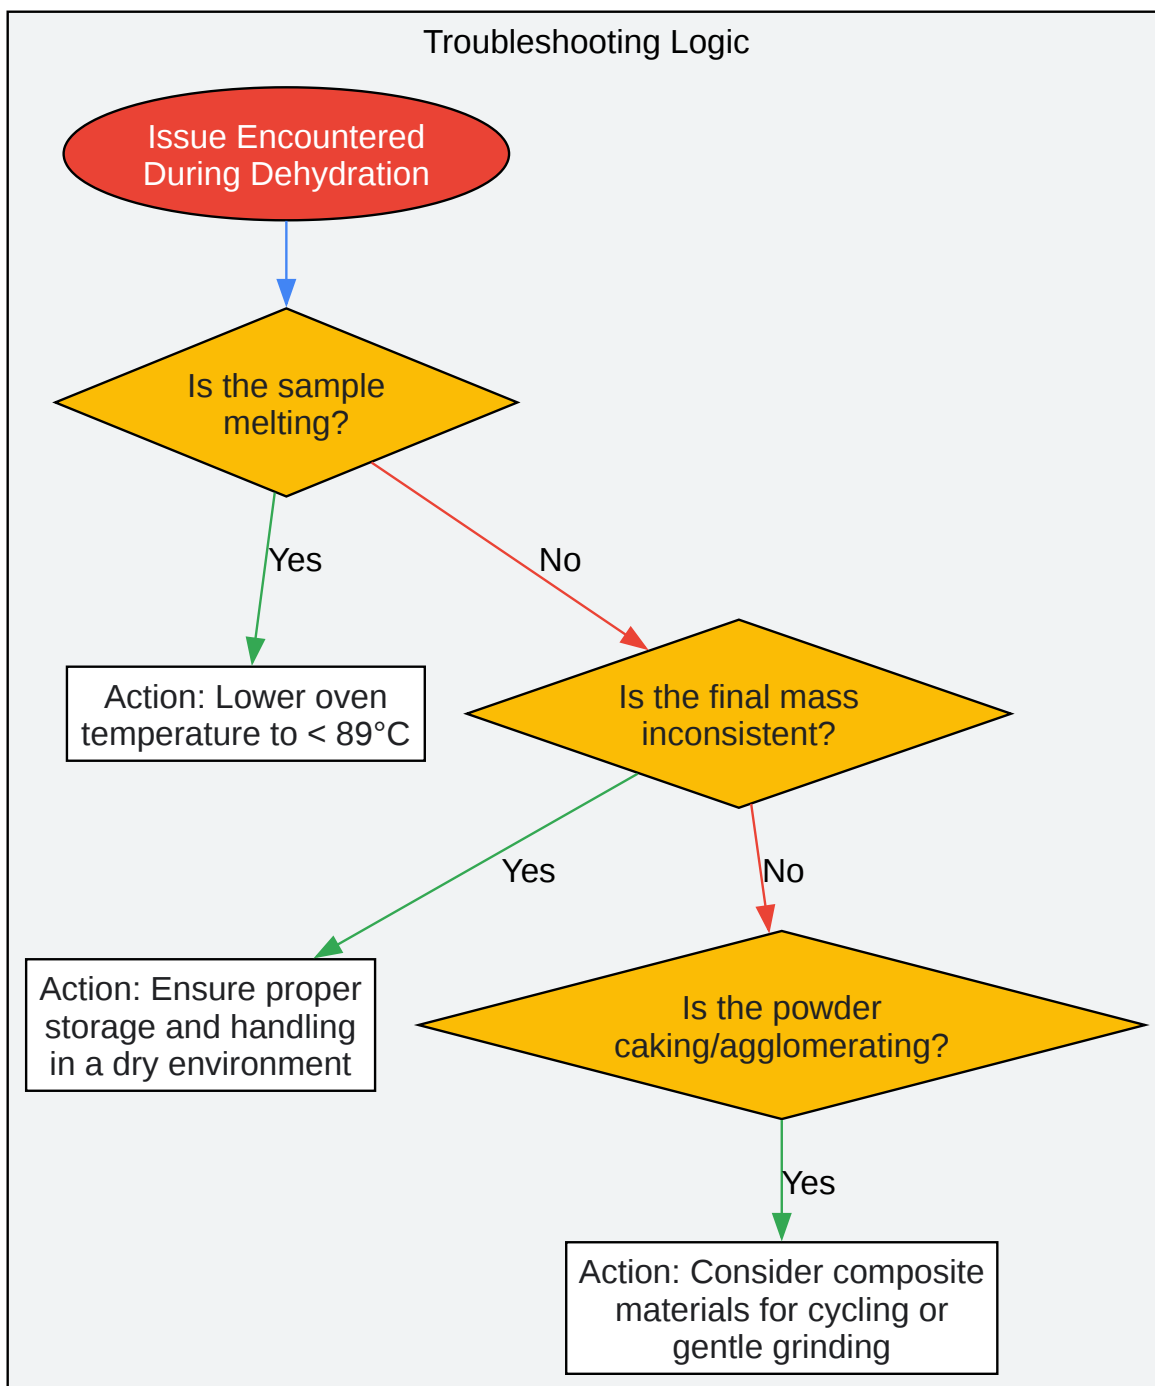 Troubleshooting Logic
Issue Encountered
During Dehydration
Is the sample
melting?
Yes
No
Action: Lower oven
temperature to < 89°C
Is the final mass
inconsistent?
Yes
No
Action: Ensure proper
storage and handling
in a dry environment
Is the powder
caking/agglomerating?
Yes
Action: Consider composite
materials for cycling or
gentle grinding